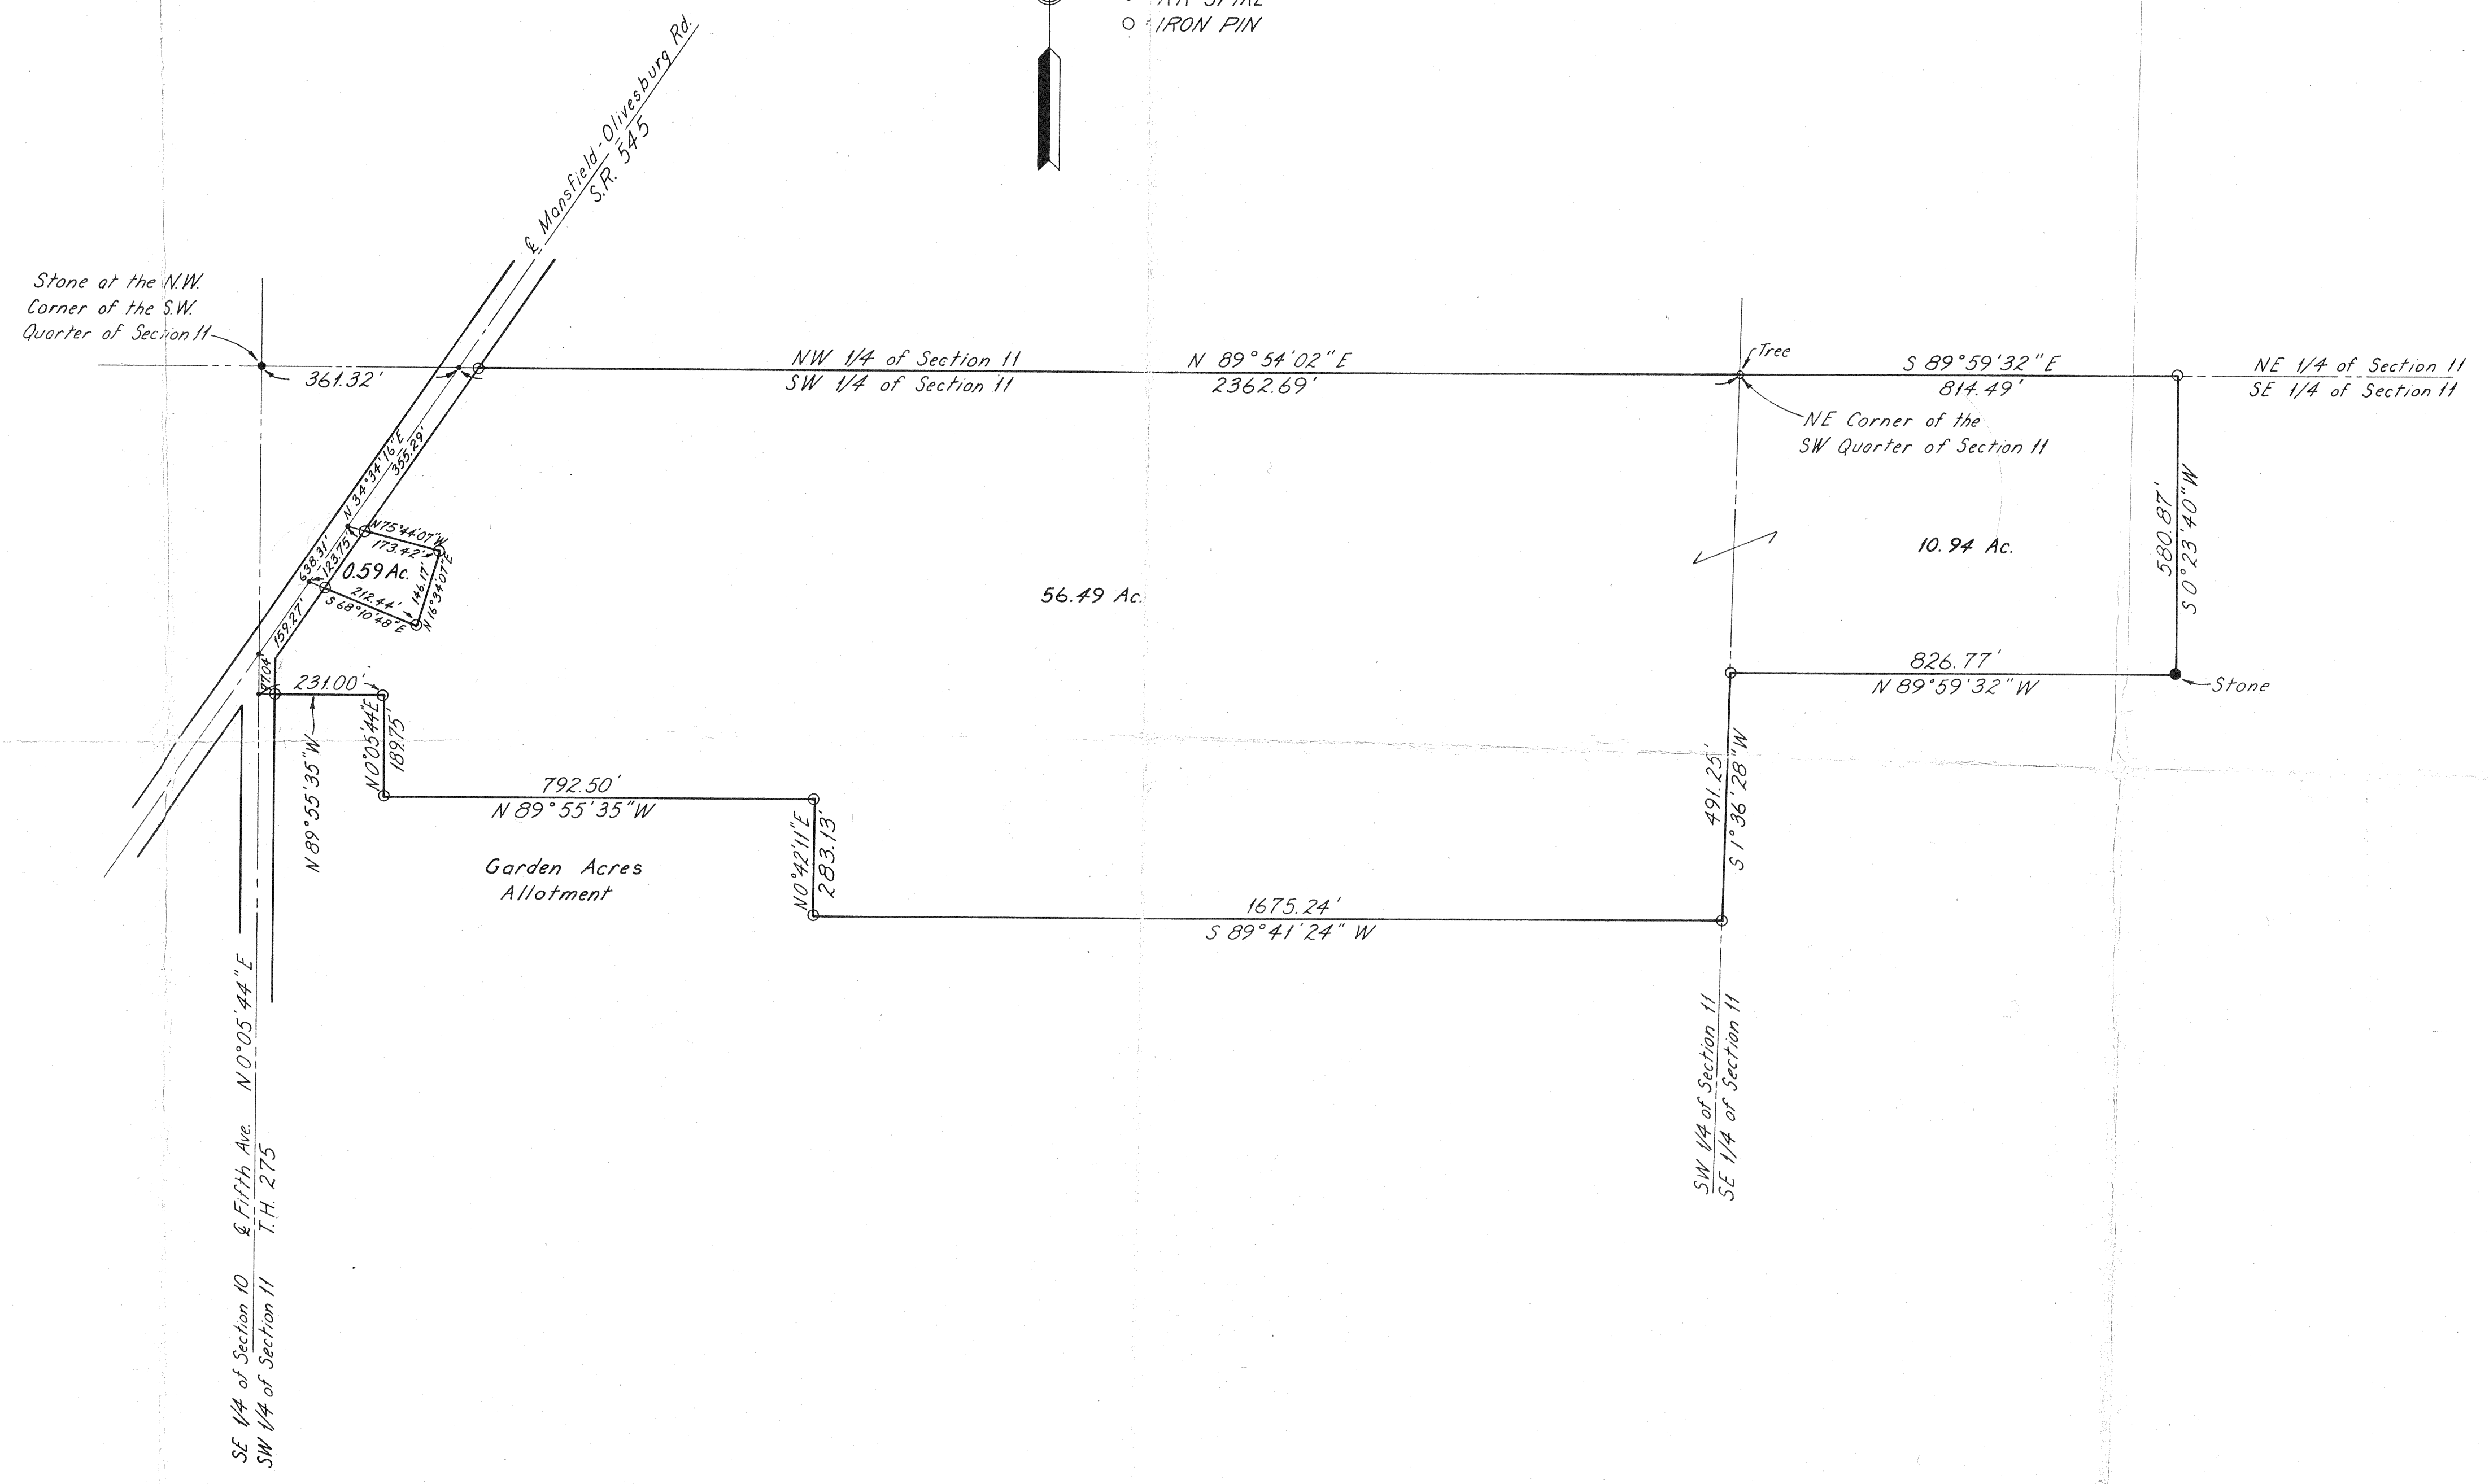 IRON PIN
℄ Mansfield-Olivesburg Rd.
S.R. 545
Stone at the N.W.
Corner of the S.W.
Quarter of Section 11
361.32'
NW 1/4 of Section 11
SW 1/4 of Section 11
N 89°54'02"E
2362.69'
Tree
S 89°59'32"E
814.49'
NE 1/4 of Section 11
SE 1/4 of Section 11
NE Corner of the
SW Quarter of Section 11
N 34°34'16"E
355.29'
N75°44'07"W
173.42'
638.31'
123.75'
0.59 Ac.
146.17'
N16°34'07"E
212.44'
S 68°10'48"E
159.27'
97.04'
56.49 Ac.
10.94 Ac.
580.87'
S 0°23'40"W
826.77'
N 89°59'32"W
Stone
231.00'
N 89°55'35"W
N0°05'44"E
189.75'
792.50'
N 89°55'35"W
N0°42'11"E
283.13'
491.25'
S 1°36'28"W
Garden Acres
Allotment
1675.24'
S 89°41'24" W
SE 1/4 of Section 10 ℄ Fifth Ave. N0°05'44"E
SW 1/4 of Section 11 T.H. 275
SW 1/4 of Section 11
SE 1/4 of Section 11